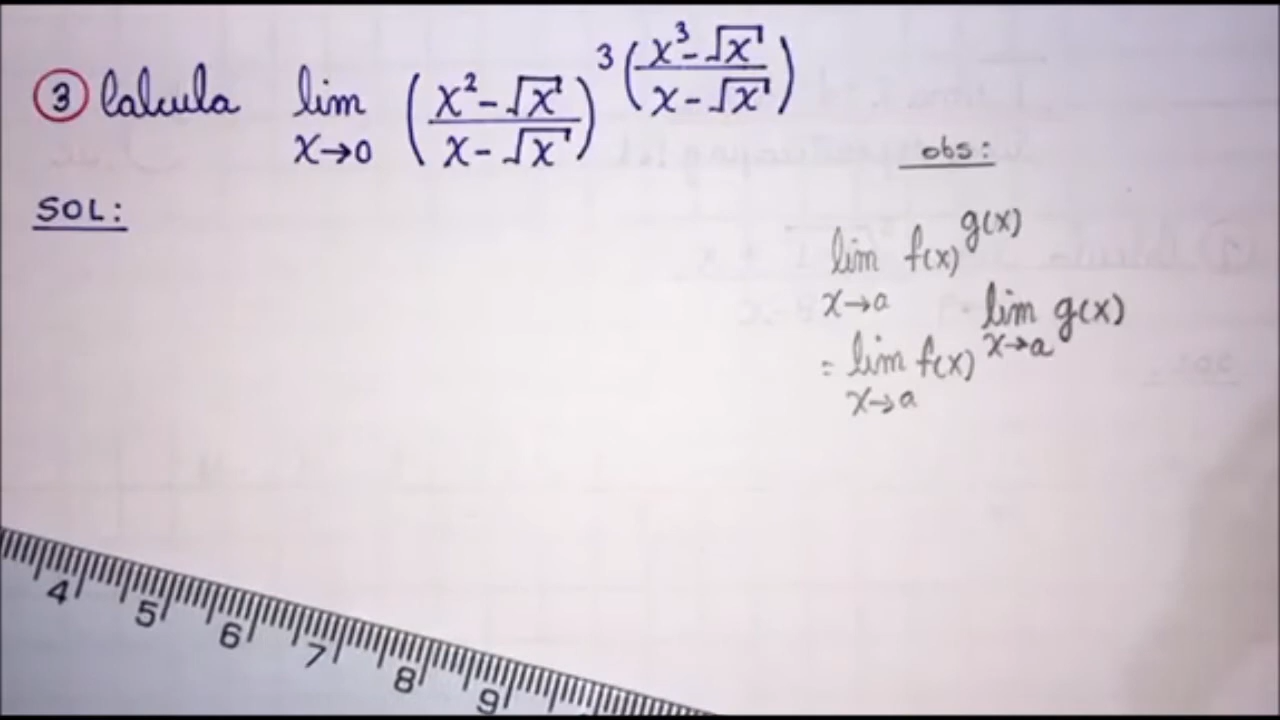 ③ Calcula lim x→0 ((x² - √x)/(x - √x))^(3((x³ - √x)/(x - √x)))
obs:
SOL:
lim x→a f(x)^g(x)
= lim x→a f(x)^(lim x→a g(x))
4 5 6 7 8 9